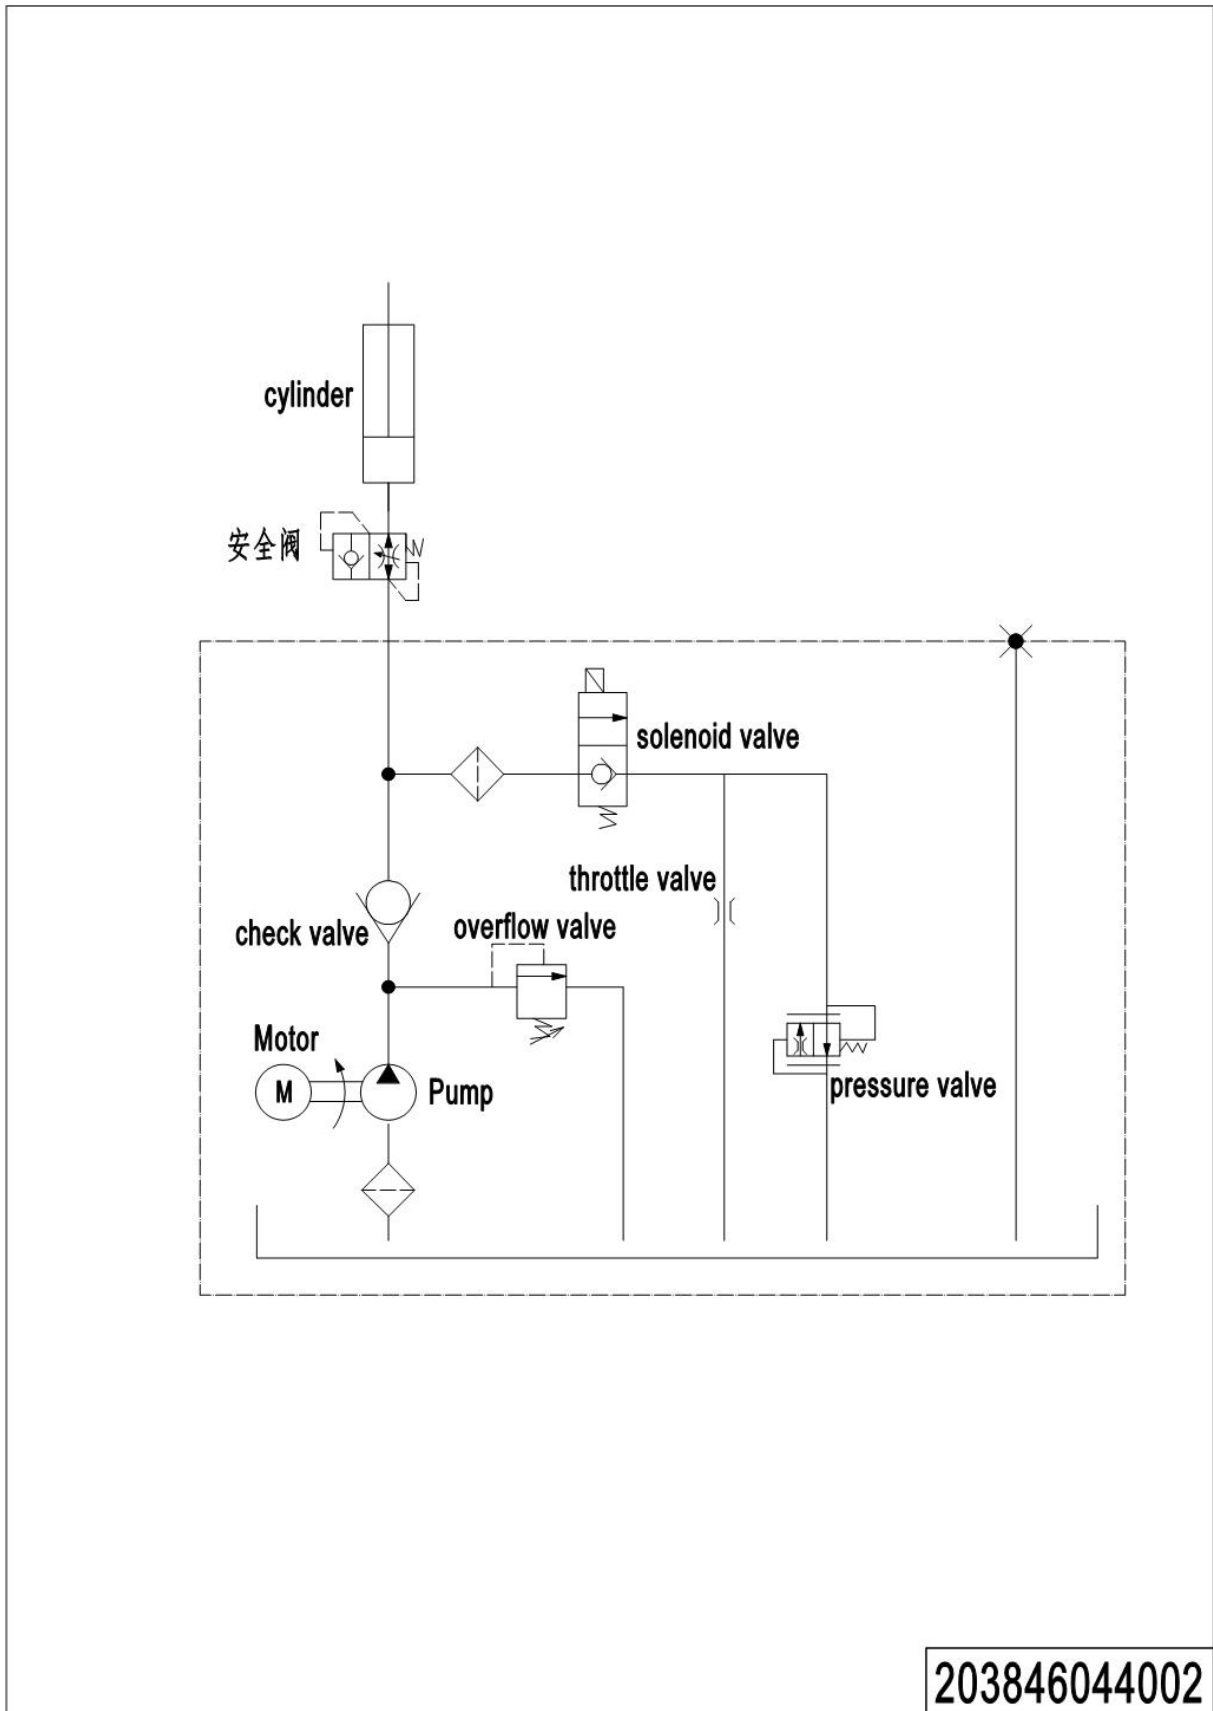 cylinder
安全阀
solenoid valve
throttle valve
overflow valve
check valve
Motor
M
Pump
pressure valve
203846044002